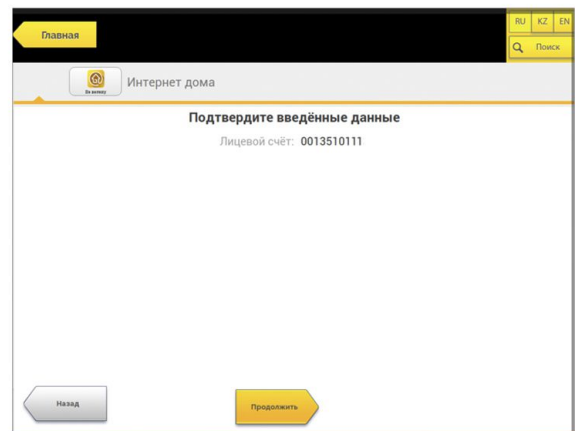 Главная
RU KZ EN
Поиск
Интернет дома
Подтвердите введённые данные
Лицевой счёт: 0013510111
Назад
Продолжить